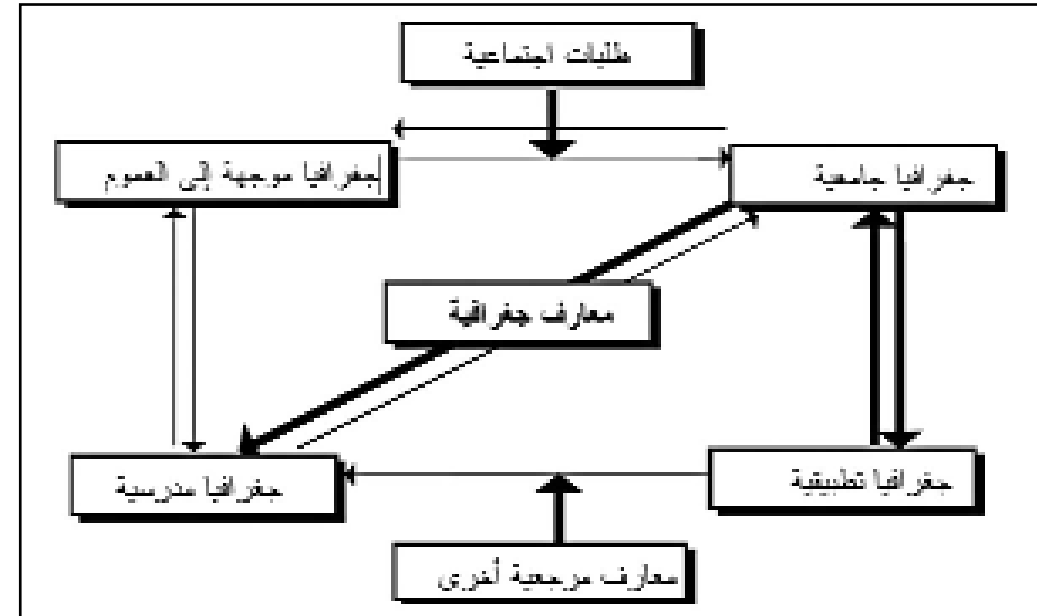 طلبات اجتماعية
جغرافيا جامعية
جغرافيا موجهة إلى العموم
معارف جغرافية
جغرافيا تطبيقية
جغرافيا مدرسية
معارف مرجعية أخرى